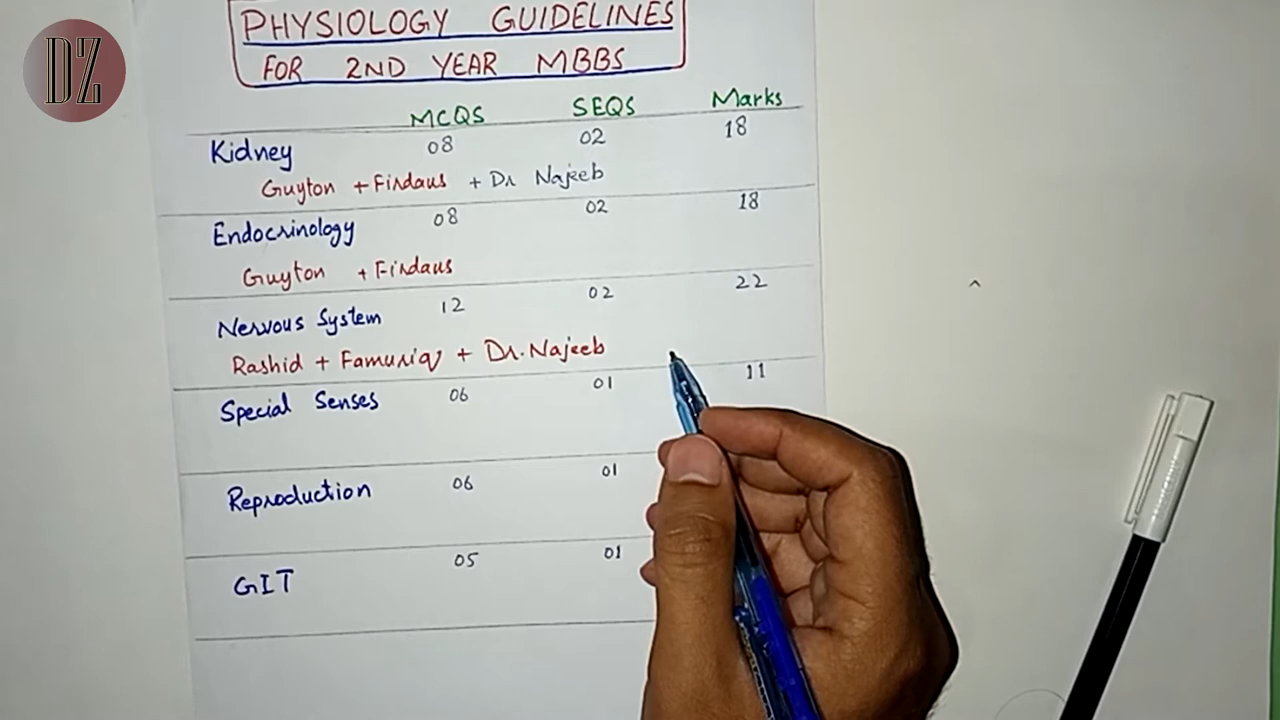 DZ
PHYSIOLOGY GUIDELINES
FOR 2ND YEAR MBBS
MCQS SEQS Marks
Kidney 08 02 18
Guyton + Firdaus + Dr Najeeb
Endocrinology 08 02 18
Guyton + Firdaus
Nervous System 12 02 22
Rashid + Famuriq + Dr. Najeeb
Special Senses 06 01 11
Reproduction 06 01
GIT 05 01